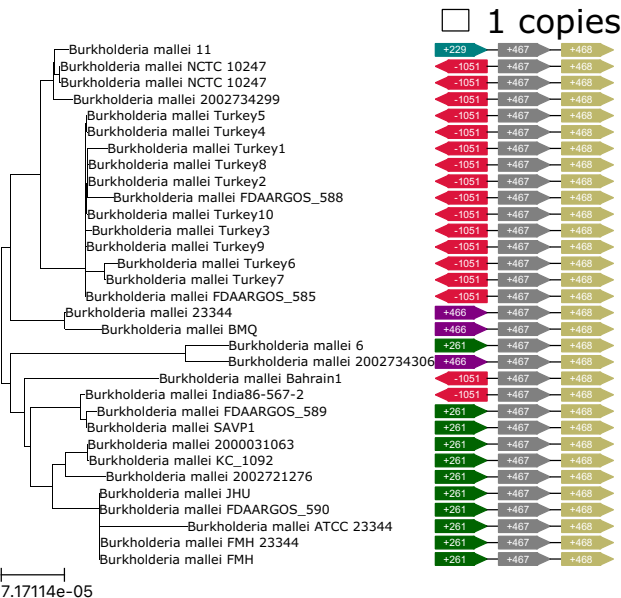 1 copies
Burkholderia mallei 11 +229 +467 +468
Burkholderia mallei NCTC 10247 -1051 +467 +468
Burkholderia mallei NCTC 10247 -1051 +467 +468
Burkholderia mallei 2002734299 -1051 +467 +468
Burkholderia mallei Turkey5 -1051 +467 +468
Burkholderia mallei Turkey4 -1051 +467 +468
Burkholderia mallei Turkey1 -1051 +467 +468
Burkholderia mallei Turkey8 -1051 +467 +468
Burkholderia mallei Turkey2 -1051 +467 +468
Burkholderia mallei FDAARGOS_588 -1051 +467 +468
Burkholderia mallei Turkey10 -1051 +467 +468
Burkholderia mallei Turkey3 -1051 +467 +468
Burkholderia mallei Turkey9 -1051 +467 +468
Burkholderia mallei Turkey6 -1051 +467 +468
Burkholderia mallei Turkey7 -1051 +467 +468
Burkholderia mallei FDAARGOS_585 -1051 +467 +468
Burkholderia mallei 23344 +466 +467 +468
Burkholderia mallei BMQ +466 +467 +468
Burkholderia mallei 6 +261 +467 +468
Burkholderia mallei 2002734306 +466 +467 +468
Burkholderia mallei Bahrain1 -1051 +467 +468
Burkholderia mallei India86-567-2 -1051 +467 +468
Burkholderia mallei FDAARGOS_589 +261 +467 +468
Burkholderia mallei SAVP1 +261 +467 +468
Burkholderia mallei 2000031063 +261 +467 +468
Burkholderia mallei KC_1092 +261 +467 +468
Burkholderia mallei 2002721276 +261 +467 +468
Burkholderia mallei JHU +261 +467 +468
Burkholderia mallei FDAARGOS_590 +261 +467 +468
Burkholderia mallei ATCC 23344 +261 +467 +468
Burkholderia mallei FMH 23344 +261 +467 +468
Burkholderia mallei FMH +261 +467 +468
7.17114e-05